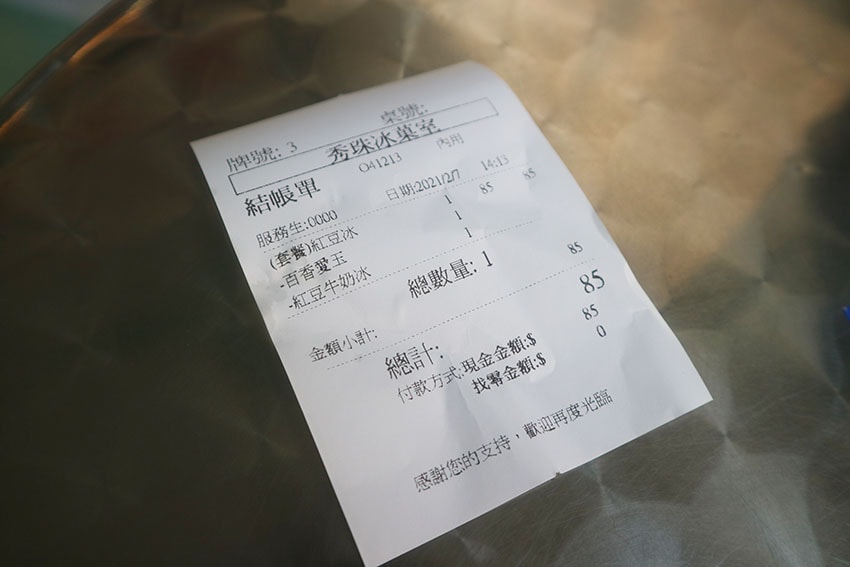 牌號: 3 桌號:
秀珠冰菓室
O41213 內用
結帳單 日期:2021/2/7 14:13
服務生:0000
(套餐)紅豆冰 1 85 85
-百香愛玉 1
-紅豆牛奶冰 1
總數量: 1
金額小計: 85
總計: 85
付款方式:現金金額:$ 85
找零金額:$ 0
感謝您的支持，歡迎再度光臨